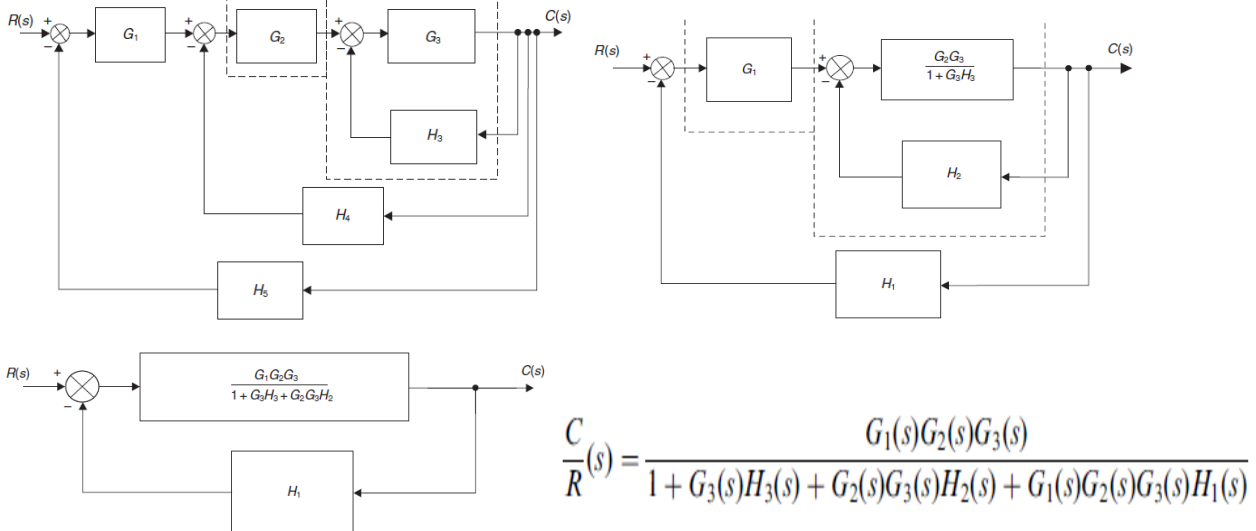 R(s) + − G₁ + − G₂ + − G₃ C(s)
H₃
H₄
H₅
R(s) + − G₁ + − G₂G₃ / 1 + G₃H₃ C(s)
H₂
H₁
R(s) + − G₁G₂G₃ / 1 + G₃H₃ + G₂G₃H₂ C(s)
H₁
C/R (s) = G₁(s)G₂(s)G₃(s) / 1 + G₃(s)H₃(s) + G₂(s)G₃(s)H₂(s) + G₁(s)G₂(s)G₃(s)H₁(s)